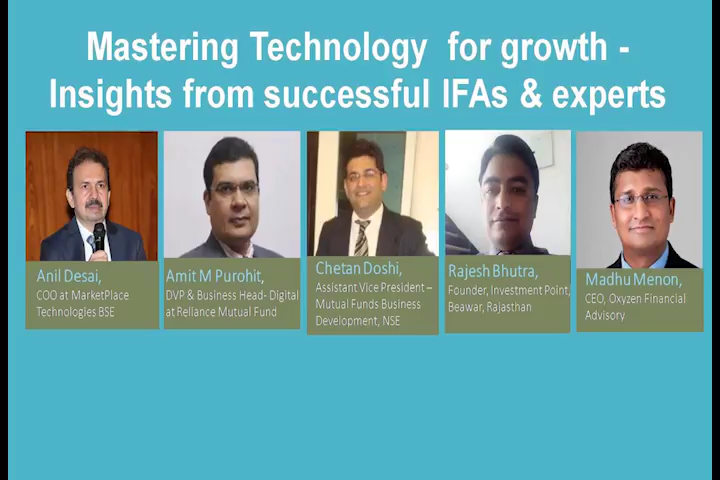 Mastering Technology for growth -
Insights from successful IFAs & experts
Anil Desai,
COO at MarketPlace
Technologies BSE
Amit M Purohit,
DVP & Business Head- Digital
at Reliance Mutual Fund
Chetan Doshi,
Assistant Vice President –
Mutual Funds Business
Development, NSE
Rajesh Bhutra,
Founder, Investment Point,
Beawar, Rajasthan
Madhu Menon,
CEO, Oxyzen Financial
Advisory